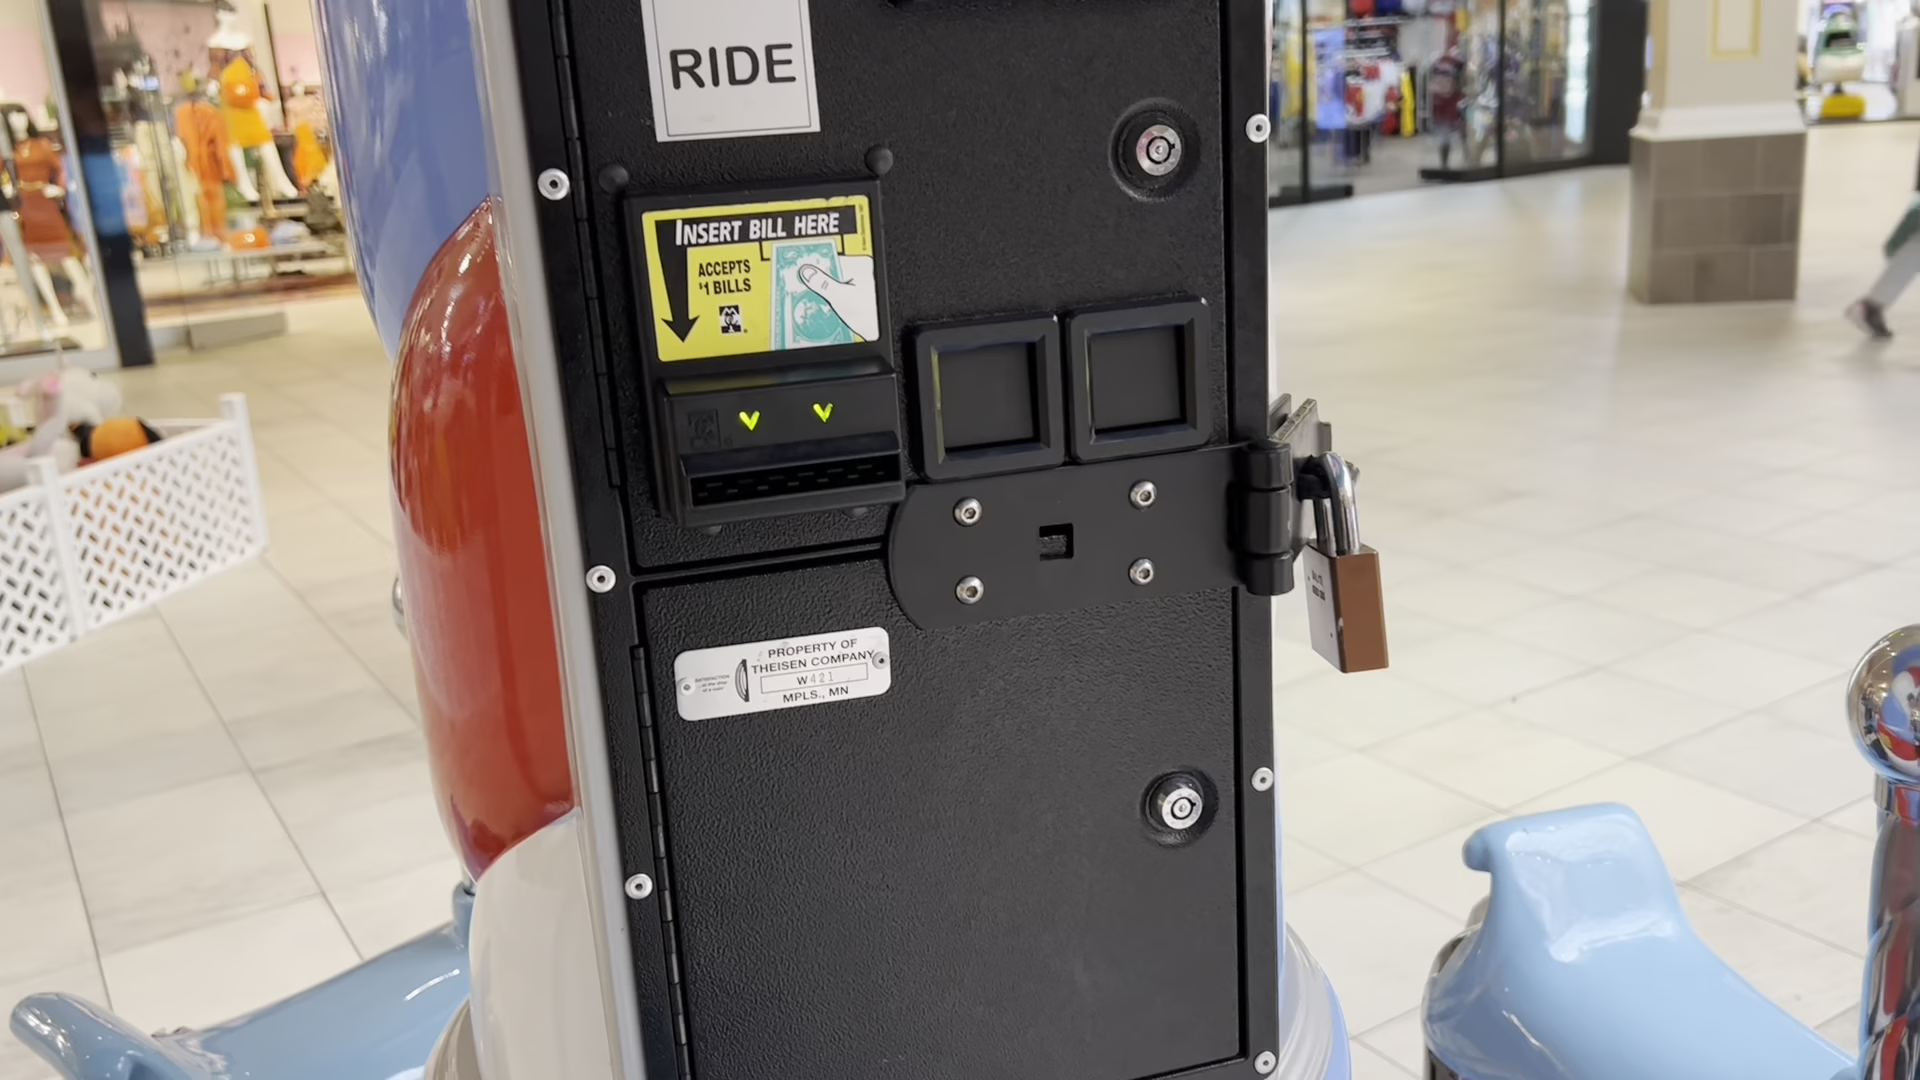 RIDE
INSERT BILL HERE
ACCEPTS
$1 BILLS
PROPERTY OF
THEISEN COMPANY
W421
MPLS., MN